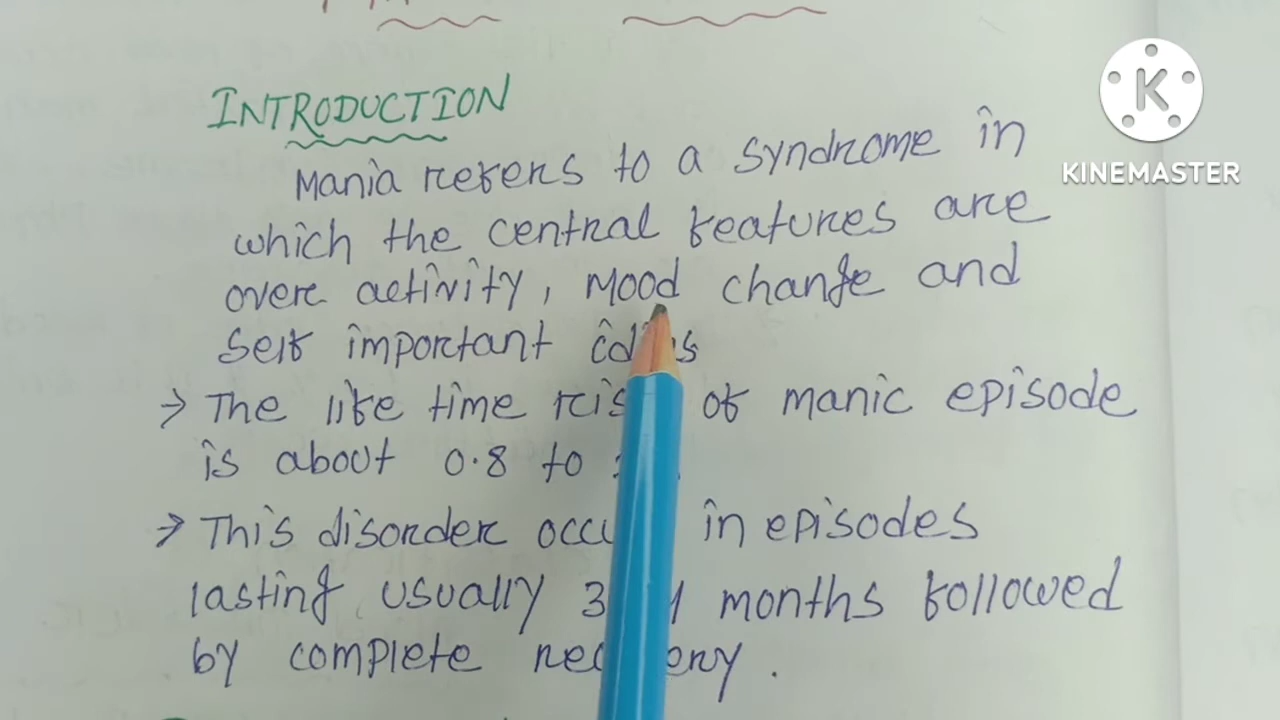 INTRODUCTION
Mania refers to a syndrome in
which the central features are
over activity, Mood change and
self important
The life time of manic episode
is about 0.8 to
This disorder in episodes
lasting usually 3 months followed
by complete .
K
KINEMASTER